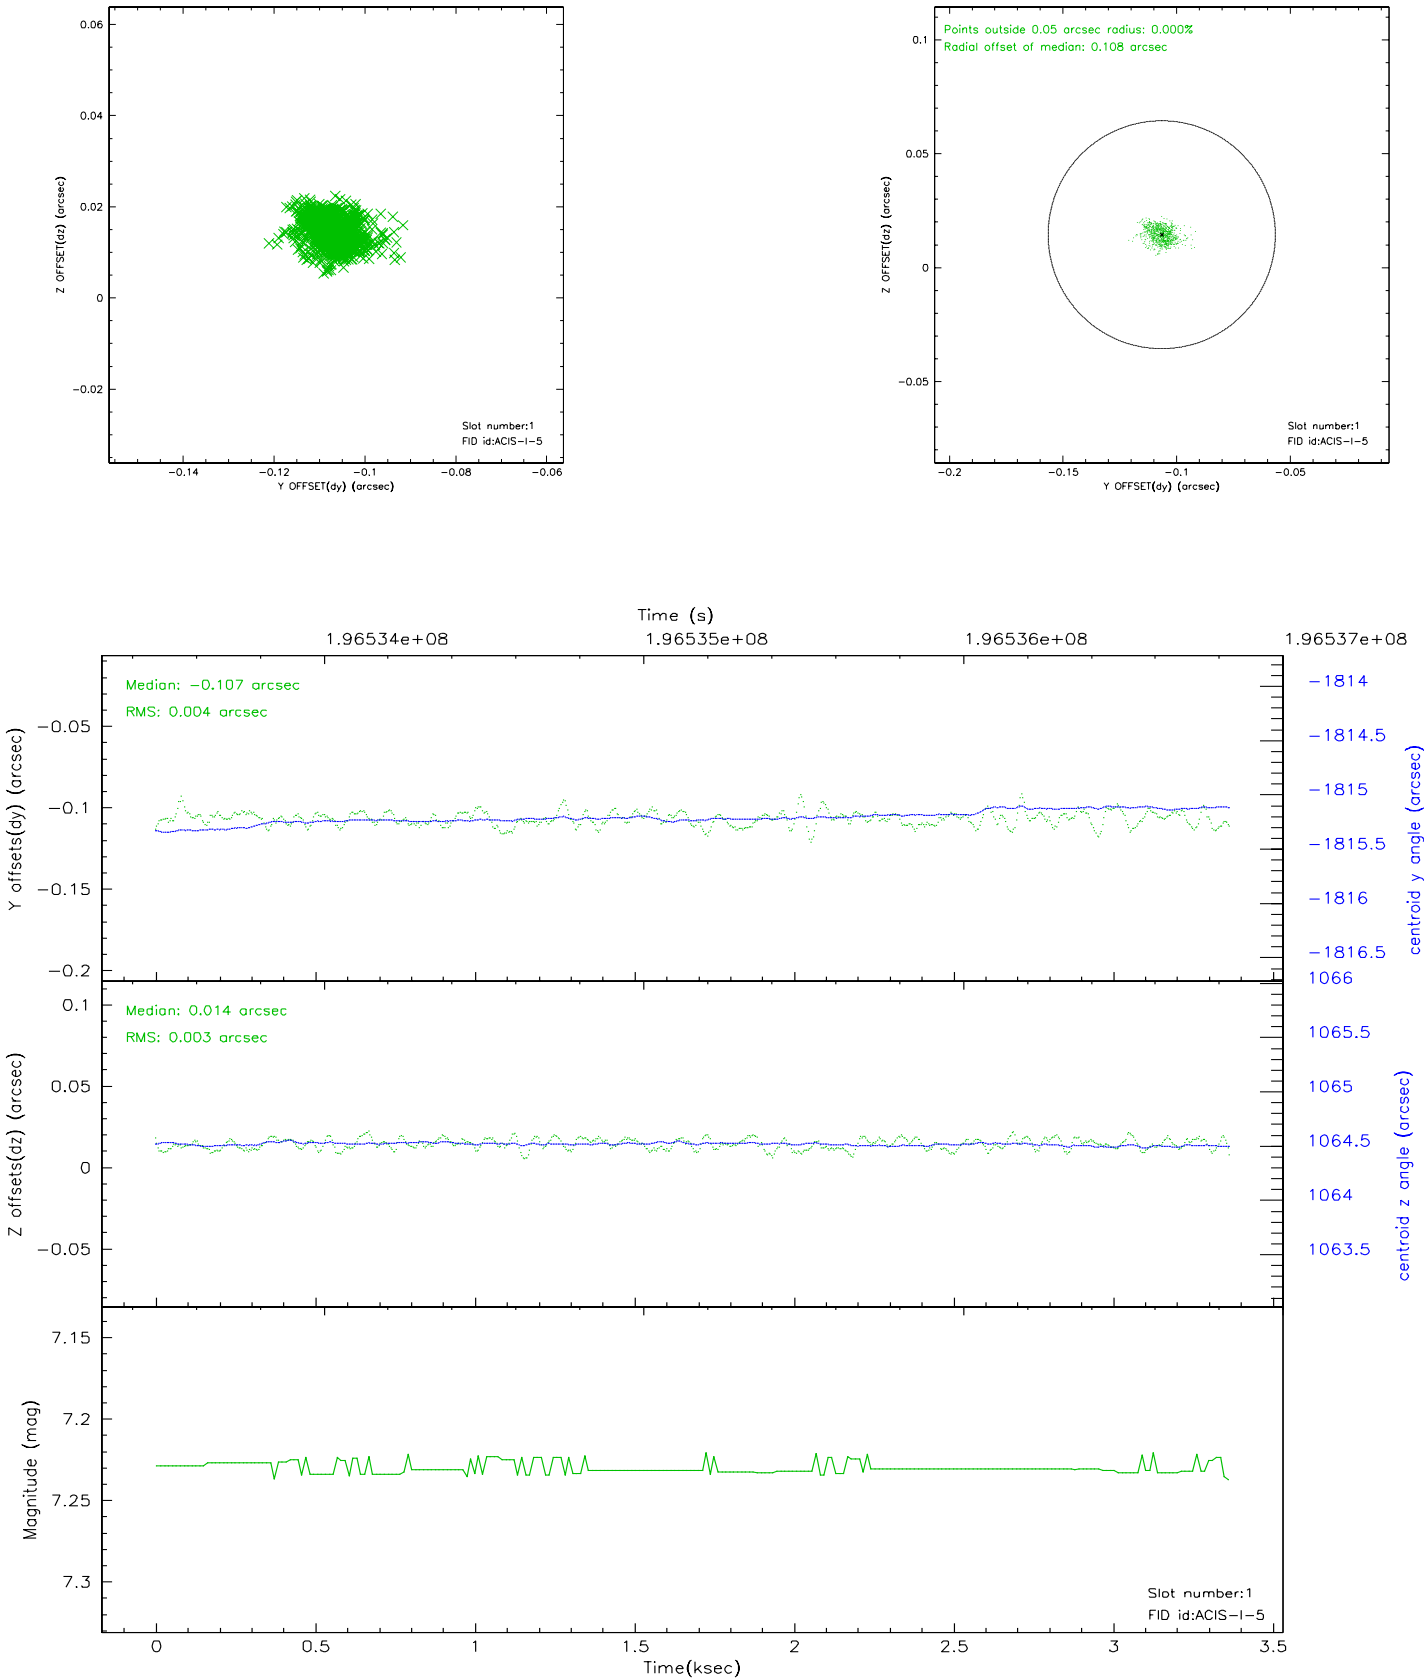 0.06
0.04
0.02
0
−0.02
Z OFFSET(dz) (arcsec)
−0.14
−0.12
−0.1
−0.08
−0.06
Y OFFSET(dy) (arcsec)
Slot number:1
FID id:ACIS−I−5
Points outside 0.05 arcsec radius: 0.000%
Radial offset of median: 0.108 arcsec
0.1
0.05
0
−0.05
Z OFFSET(dz) (arcsec)
−0.2
−0.15
−0.1
−0.05
Y OFFSET(dy) (arcsec)
Slot number:1
FID id:ACIS−I−5
Time (s)
1.96534e+08
1.96535e+08
1.96536e+08
1.96537e+08
Median: −0.107 arcsec
RMS: 0.004 arcsec
−0.05
−0.1
−0.15
−0.2
Y offsets(dy) (arcsec)
−1814
−1814.5
−1815
−1815.5
−1816
−1816.5
centroid y angle (arcsec)
Median: 0.014 arcsec
RMS: 0.003 arcsec
0.1
0.05
0
−0.05
Z offsets(dz) (arcsec)
1066
1065.5
1065
1064.5
1064
1063.5
centroid z angle (arcsec)
7.15
7.2
7.25
7.3
Magnitude (mag)
Slot number:1
FID id:ACIS−I−5
0
0.5
1
1.5
2
2.5
3
3.5
Time(ksec)